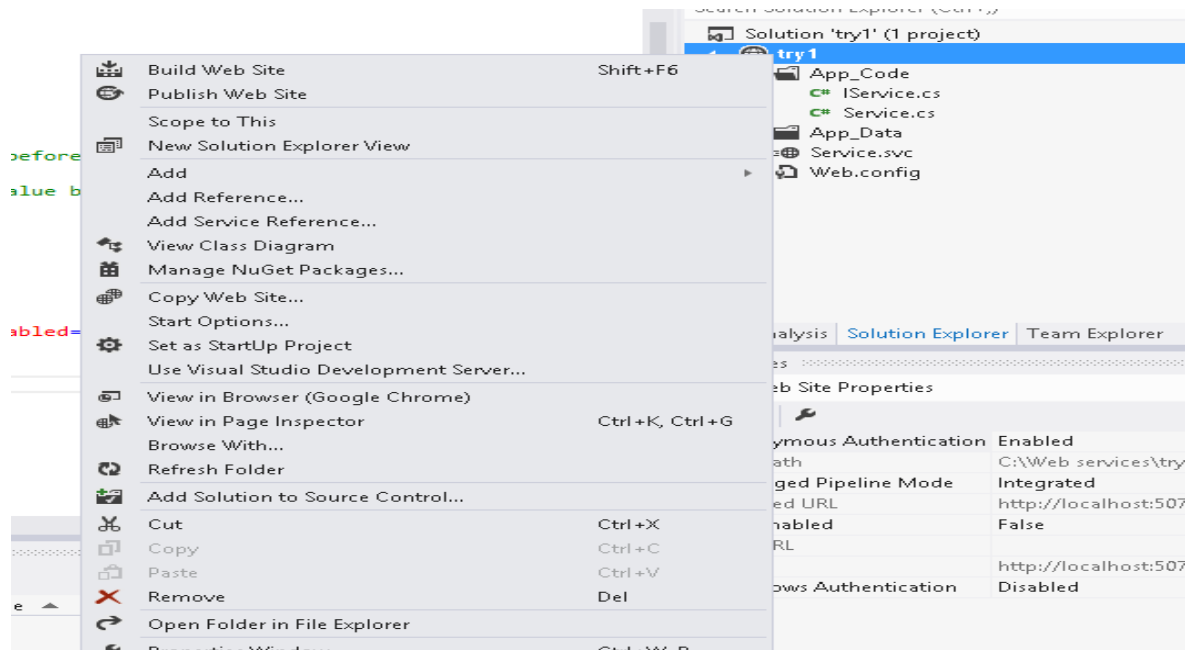 Search Solution Explorer (Ctrl+;)
Solution 'try1' (1 project)
try1
App_Code
C# IService.cs
C# Service.cs
App_Data
Service.svc
Web.config
Build Web Site Shift+F6
Publish Web Site
Scope to This
New Solution Explorer View
Add
Add Reference...
Add Service Reference...
View Class Diagram
Manage NuGet Packages...
Copy Web Site...
Start Options...
Set as StartUp Project
Use Visual Studio Development Server...
View in Browser (Google Chrome)
View in Page Inspector Ctrl+K, Ctrl+G
Browse With...
Refresh Folder
Add Solution to Source Control...
Cut Ctrl+X
Copy Ctrl+C
Paste Ctrl+V
Remove Del
Open Folder in File Explorer
before
alue b
abled=
e
alysis Solution Explorer Team Explorer
es
eb Site Properties
ymous Authentication Enabled
ath C:\Web services\try
ged Pipeline Mode Integrated
ed URL http://localhost:507
nabled False
RL
http://localhost:507
ows Authentication Disabled